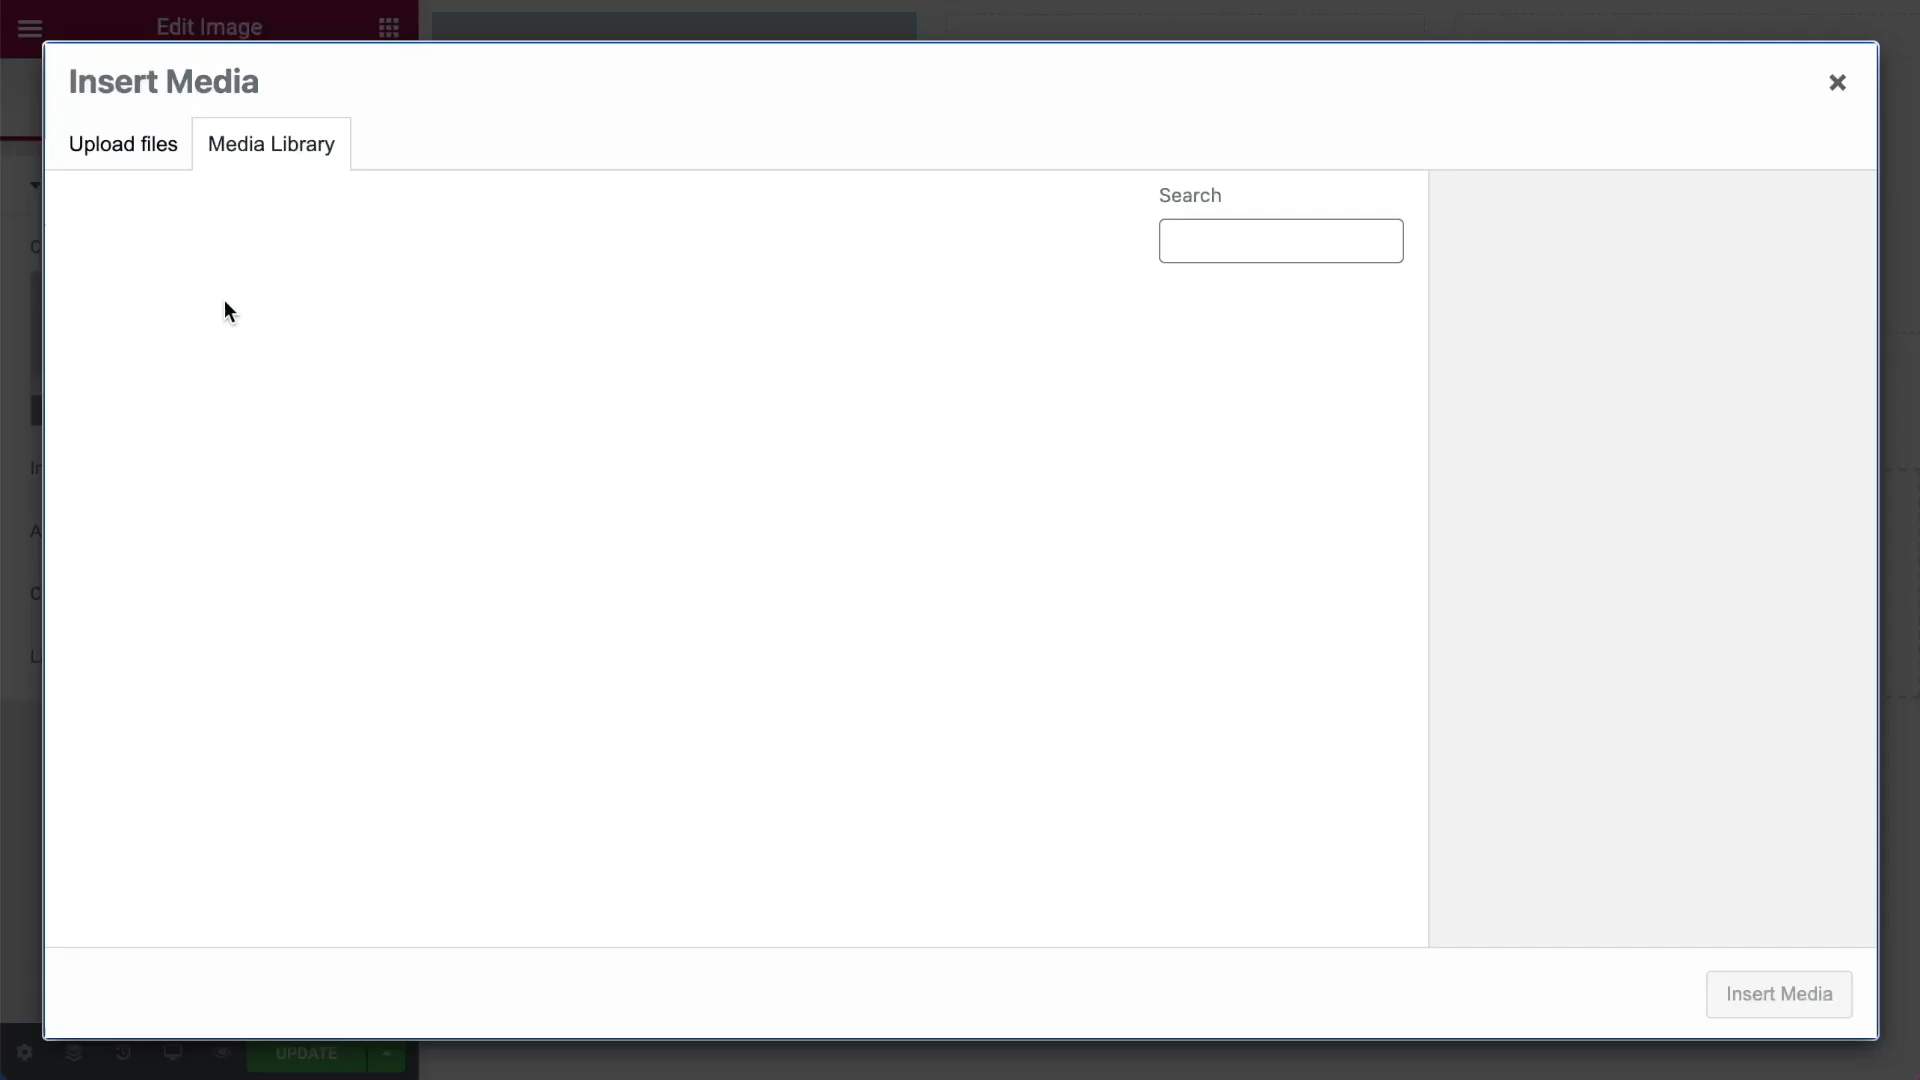 Edit Image
Insert Media
Upload files
Media Library
Search
Insert Media
UPDATE